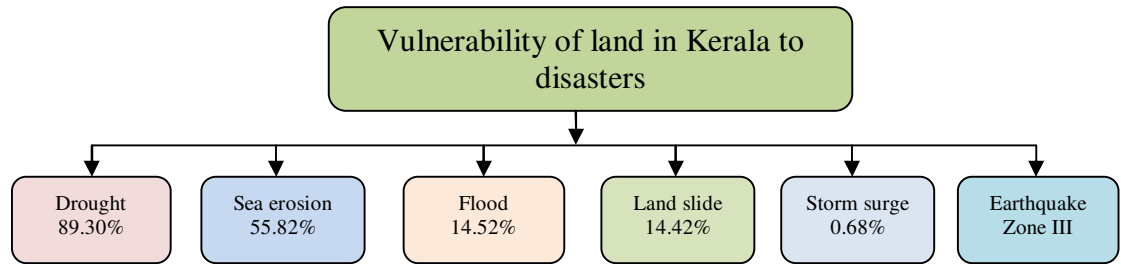 Vulnerability of land in Kerala to
disasters
Drought
89.30%
Sea erosion
55.82%
Flood
14.52%
Land slide
14.42%
Storm surge
0.68%
Earthquake
Zone III